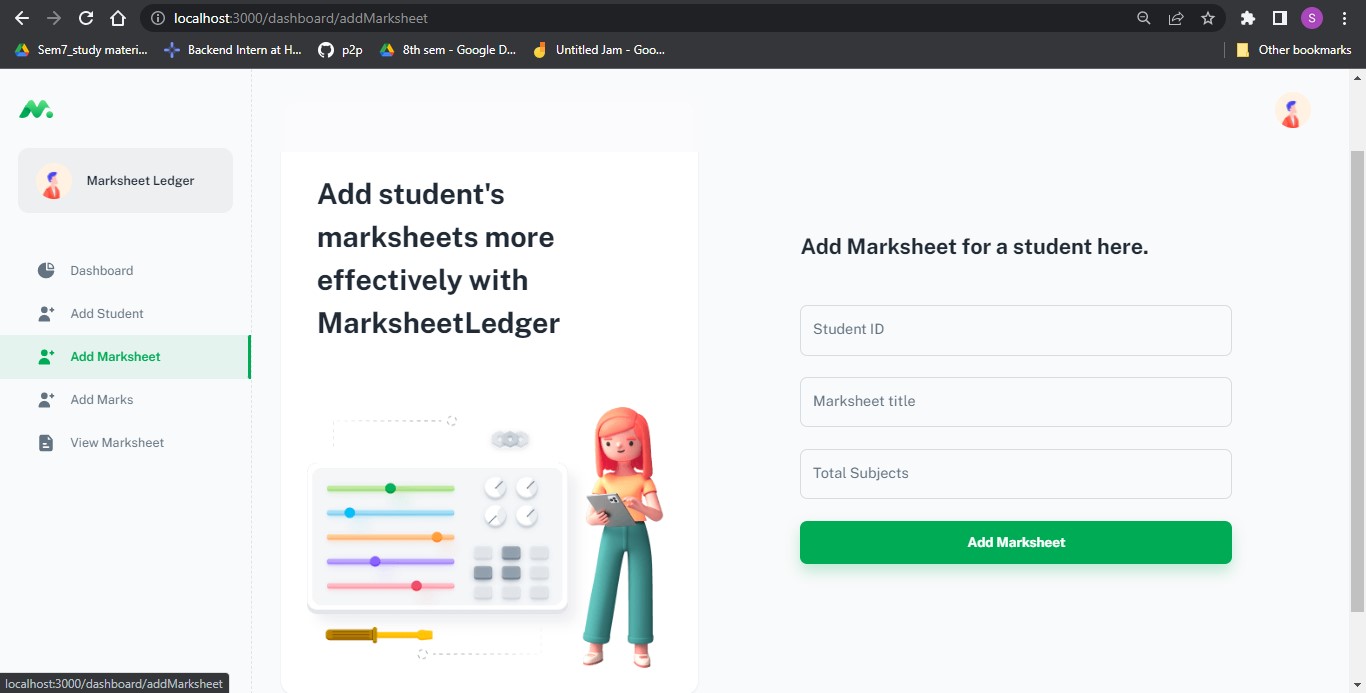 localhost:3000/dashboard/addMarksheet
S
Sem7_study materi...
Backend Intern at H...
p2p
8th sem - Google D...
Untitled Jam - Goo...
Other bookmarks
Marksheet Ledger
Dashboard
Add Student
Add Marksheet
Add Marks
View Marksheet
Add student's
marksheets more
effectively with
MarksheetLedger
Add Marksheet for a student here.
Student ID
Marksheet title
Total Subjects
Add Marksheet
localhost:3000/dashboard/addMarksheet